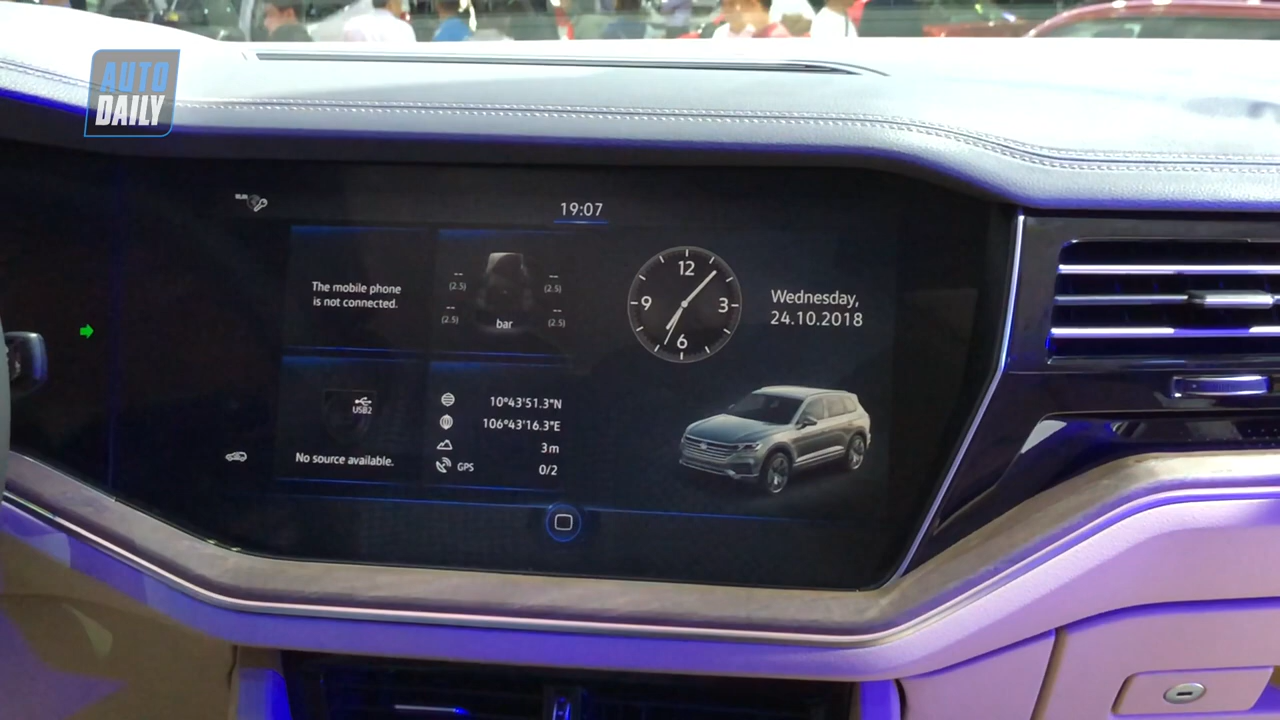 AUTO
DAILY
WLAN
19:07
The mobile phone
is not connected.
--
(2.5)
--
(2.5)
--
(2.5)
--
(2.5)
bar
12
9
3
6
Wednesday,
24.10.2018
USB2
No source available.
10°43'51.3"N
106°43'16.3"E
3 m
GPS
0/2